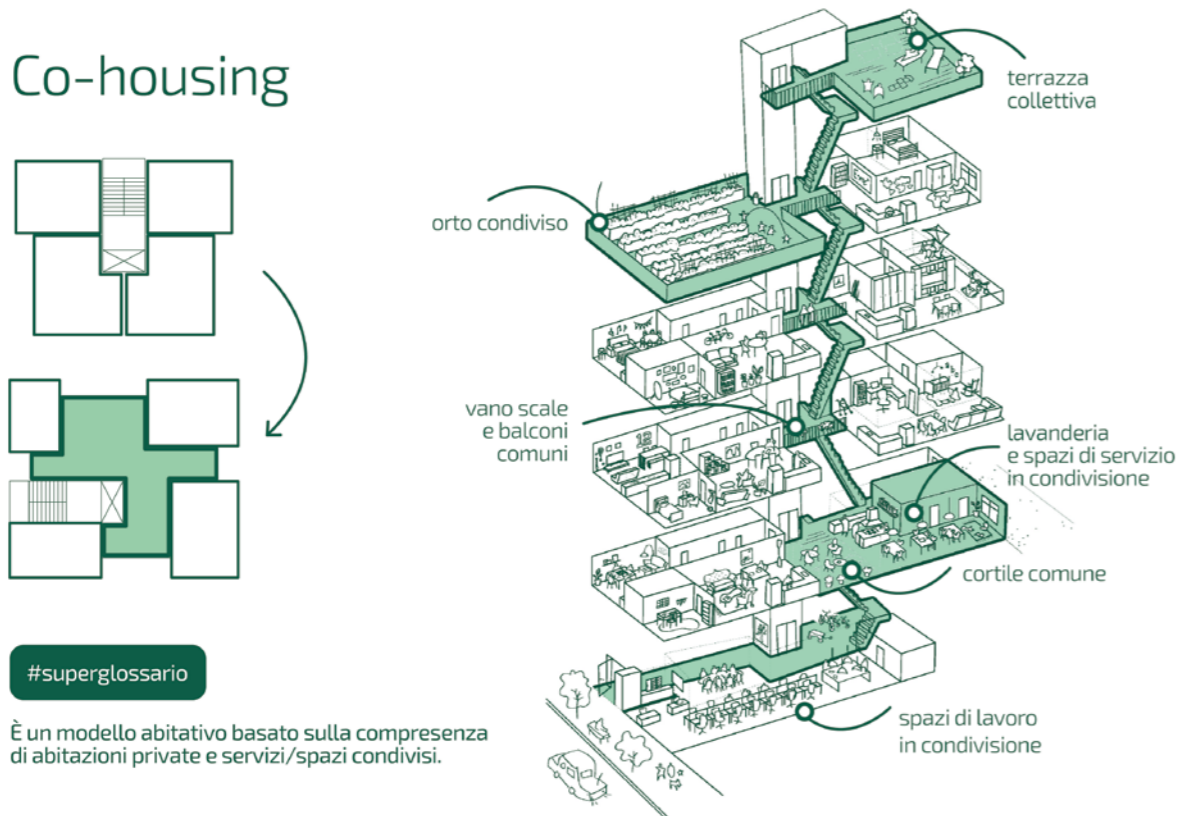 Co-housing
terrazza
collettiva
orto condiviso
vano scale
e balconi
comuni
lavanderia
e spazi di servizio
in condivisione
cortile comune
spazi di lavoro
in condivisione
#superglossario
È un modello abitativo basato sulla compresenza
di abitazioni private e servizi/spazi condivisi.